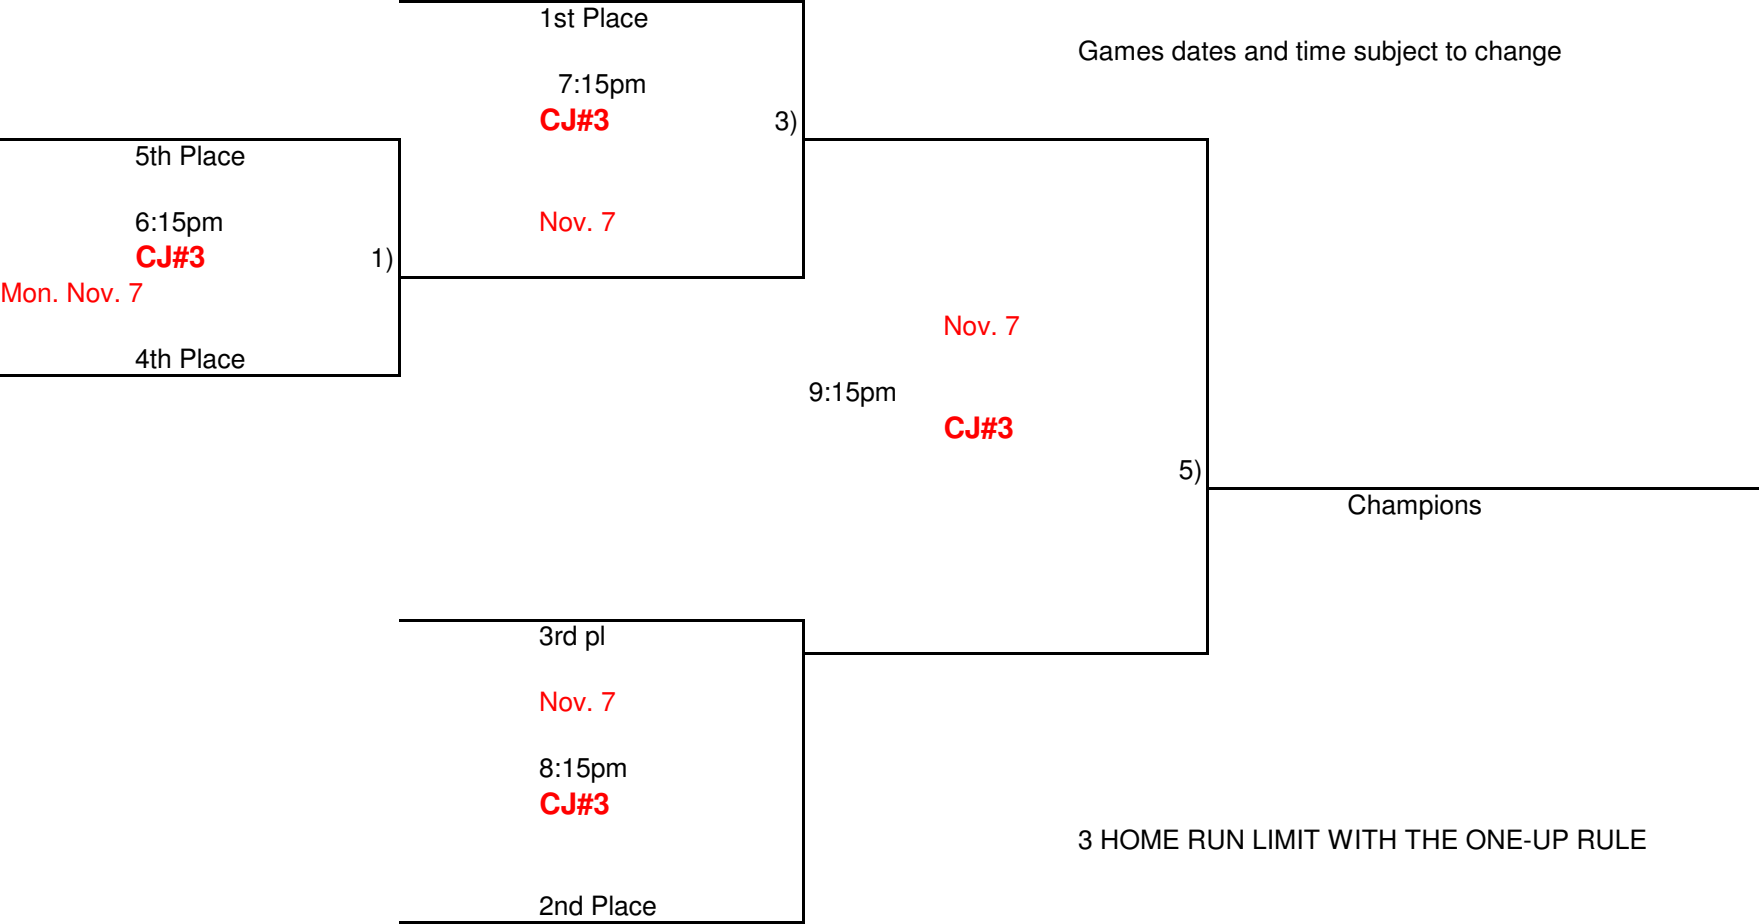 1st Place
Games dates and time subject to change
7:15pm
CJ#3
3)
5th Place
6:15pm
Nov. 7
CJ#3
1)
Mon. Nov. 7
Nov. 7
4th Place
9:15pm
CJ#3
5)
Champions
3rd pl
Nov. 7
8:15pm
CJ#3
3 HOME RUN LIMIT WITH THE ONE-UP RULE
2nd Place